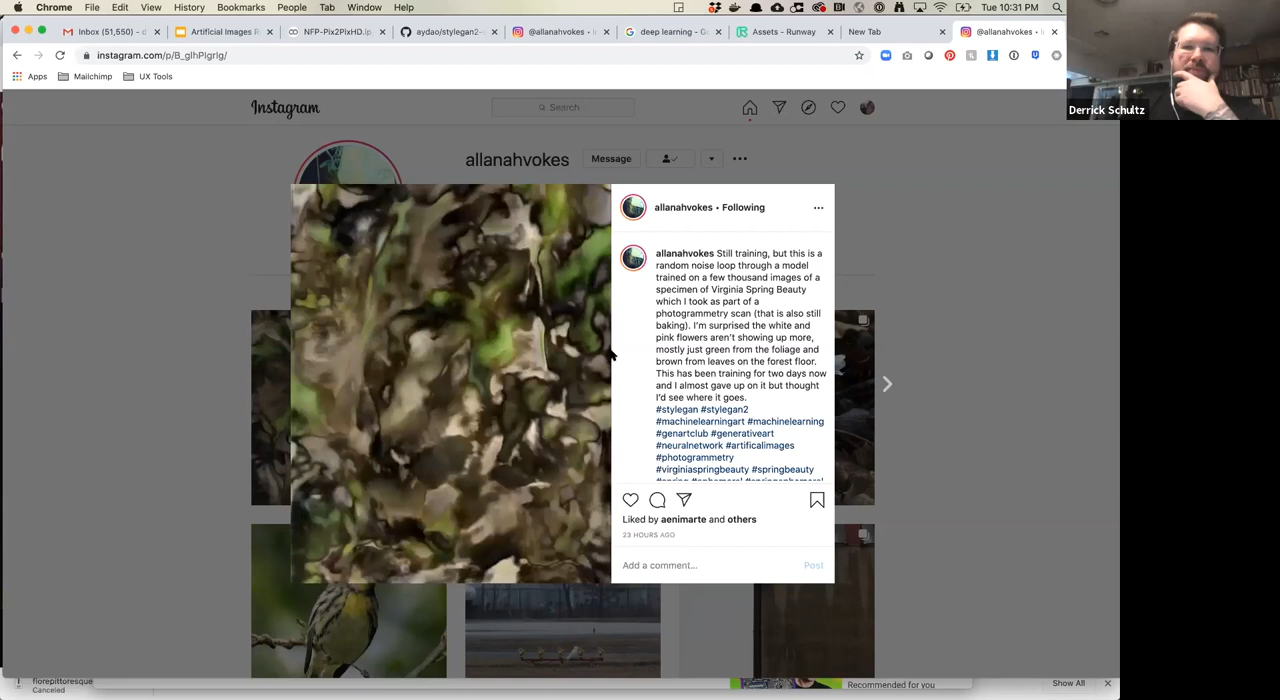 Chrome File Edit View History Bookmarks People Tab Window Help
Tue 10:31 PM
Inbox (51,550) - d
Artificial Images R
NFP-Pix2PixHD.ip
aydao/stylegan2-s
@allanahvokes • I
deep learning - Go
Assets - Runway
New Tab
@allanahvokes • I
instagram.com/p/B_glhPlgrlg/
Apps
Mailchimp
UX Tools
Derrick Schultz
Instagram
Search
allanahvokes
Message
allanahvokes • Following
allanahvokes Still training, but this is a
random noise loop through a model
trained on a few thousand images of a
specimen of Virginia Spring Beauty
which I took as part of a
photogrammetry scan (that is also still
baking). I'm surprised the white and
pink flowers aren't showing up more,
mostly just green from the foliage and
brown from leaves on the forest floor.
This has been training for two days now
and I almost gave up on it but thought
I'd see where it goes.
#stylegan #stylegan2
#machinelearningart #machinelearning
#genartclub #generativeart
#neuralnetwork #artificalimages
#photogrammetry
#virginiaspringbeauty #springbeauty
Liked by aenimarte and others
23 HOURS AGO
Add a comment...
Post
florepittoresque
Canceled
Recommended for you
Show All